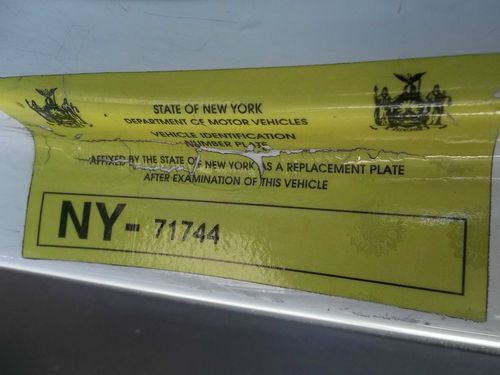 STATE OF NEW YORK
DEPARTMENT OF MOTOR VEHICLES
VEHICLE IDENTIFICATION
NUMBER PLATE
AFFIXED BY THE STATE OF NEW YORK AS A REPLACEMENT PLATE
AFTER EXAMINATION OF THIS VEHICLE
NY- 71744